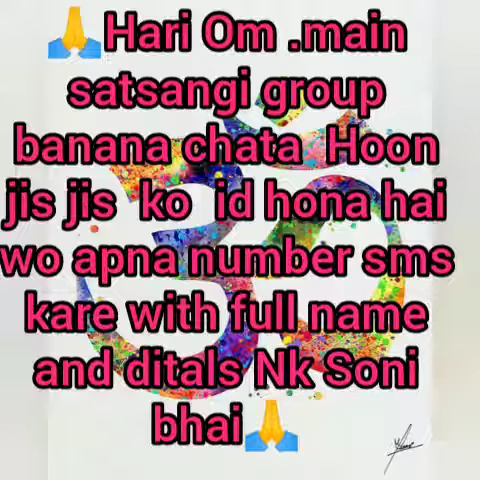 🙏Hari Om .main
satsangi group
banana chata Hoon
jis jis ko id hona hai
wo apna number sms
kare with full name
and ditals Nk Soni
bhai🙏